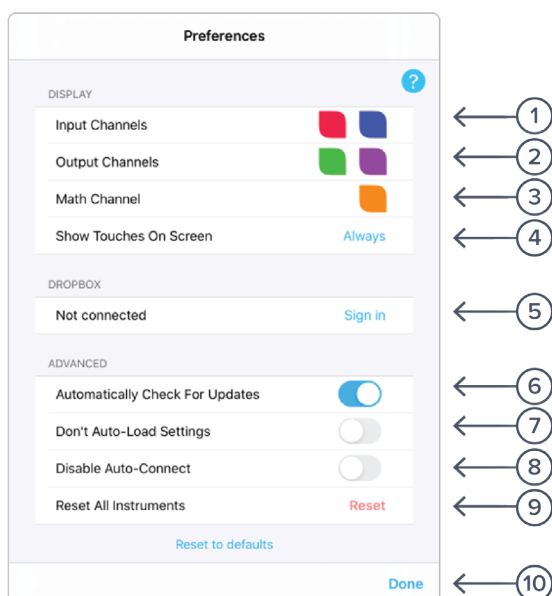 Preferences
?
DISPLAY
Input Channels 1
Output Channels 2
Math Channel 3
Show Touches On Screen Always 4
DROPBOX
Not connected Sign in 5
ADVANCED
Automatically Check For Updates 6
Don't Auto-Load Settings 7
Disable Auto-Connect 8
Reset All Instruments Reset 9
Reset to defaults
Done 10